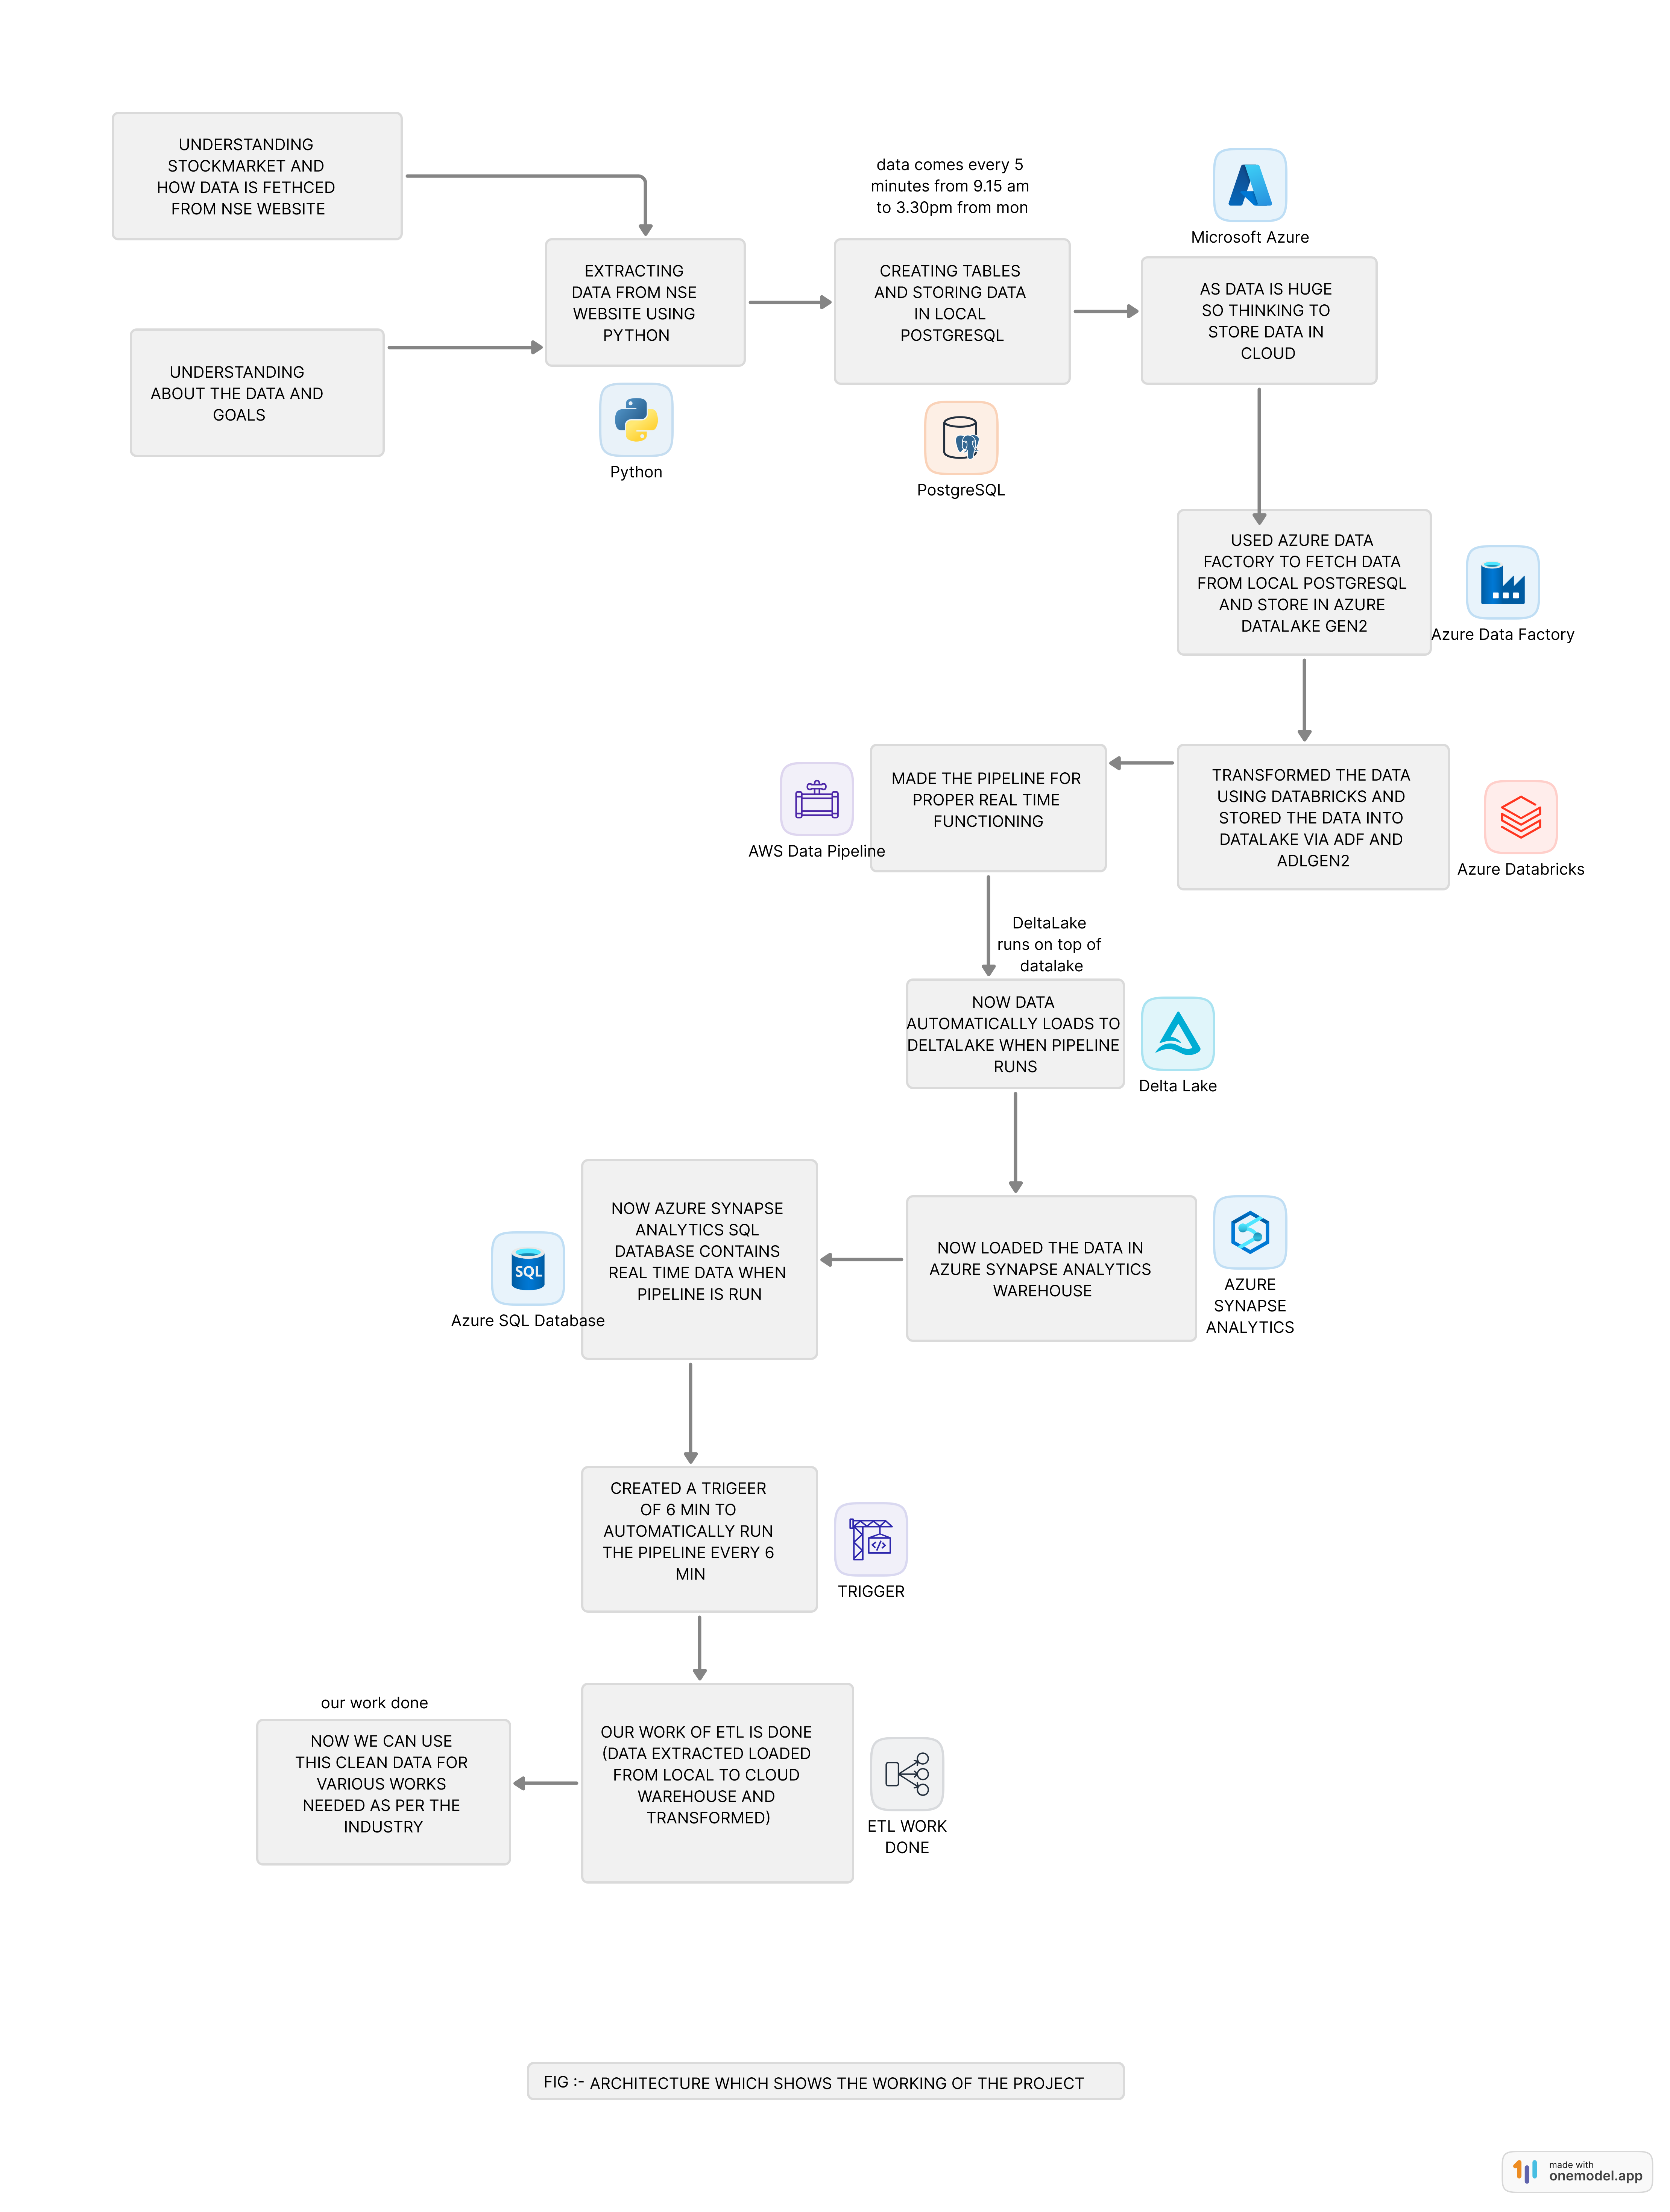 UNDERSTANDING
STOCKMARKET AND
HOW DATA IS FETHCED
FROM NSE WEBSITE
UNDERSTANDING
ABOUT THE DATA AND
GOALS
EXTRACTING
DATA FROM NSE
WEBSITE USING
PYTHON
Python
data comes every 5
minutes from 9.15 am
to 3.30pm from mon
CREATING TABLES
AND STORING DATA
IN LOCAL
POSTGRESQL
PostgreSQL
Microsoft Azure
AS DATA IS HUGE
SO THINKING TO
STORE DATA IN
CLOUD
USED AZURE DATA
FACTORY TO FETCH DATA
FROM LOCAL POSTGRESQL
AND STORE IN AZURE
DATALAKE GEN2
Azure Data Factory
TRANSFORMED THE DATA
USING DATABRICKS AND
STORED THE DATA INTO
DATALAKE VIA ADF AND
ADLGEN2
Azure Databricks
MADE THE PIPELINE FOR
PROPER REAL TIME
FUNCTIONING
AWS Data Pipeline
DeltaLake
runs on top of
datalake
NOW DATA
AUTOMATICALLY LOADS TO
DELTALAKE WHEN PIPELINE
RUNS
Delta Lake
NOW LOADED THE DATA IN
AZURE SYNAPSE ANALYTICS
WAREHOUSE
AZURE
SYNAPSE
ANALYTICS
NOW AZURE SYNAPSE
ANALYTICS SQL
DATABASE CONTAINS
REAL TIME DATA WHEN
PIPELINE IS RUN
SQL
Azure SQL Database
CREATED A TRIGEER
OF 6 MIN TO
AUTOMATICALLY RUN
THE PIPELINE EVERY 6
MIN
TRIGGER
OUR WORK OF ETL IS DONE
(DATA EXTRACTED LOADED
FROM LOCAL TO CLOUD
WAREHOUSE AND
TRANSFORMED)
ETL WORK
DONE
our work done
NOW WE CAN USE
THIS CLEAN DATA FOR
VARIOUS WORKS
NEEDED AS PER THE
INDUSTRY
FIG :- ARCHITECTURE WHICH SHOWS THE WORKING OF THE PROJECT
made with
onemodel.app